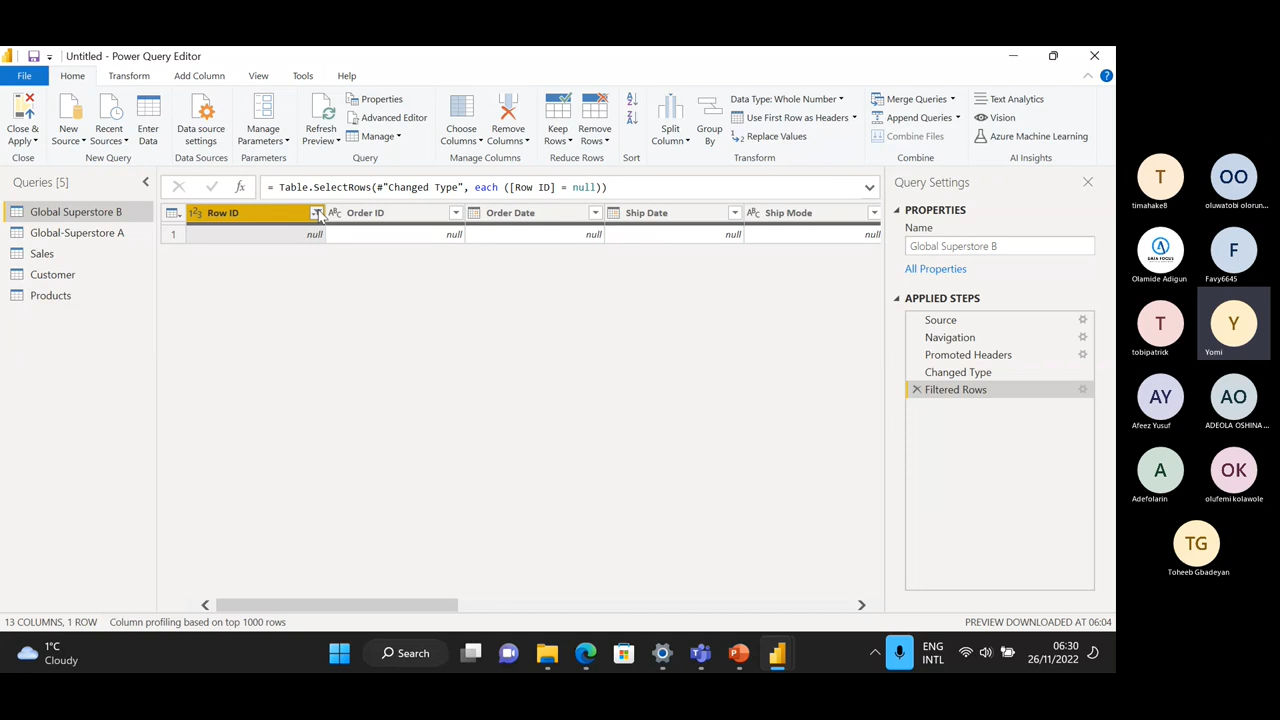 Untitled - Power Query Editor
File Home Transform Add Column View Tools Help
Close & Apply
New Source
Recent Sources
Enter Data
Data source settings
Manage Parameters
Refresh Preview
Properties
Advanced Editor
Manage
Choose Columns
Remove Columns
Keep Rows
Remove Rows
Split Column
Group By
Data Type: Whole Number
Use First Row as Headers
Replace Values
Merge Queries
Append Queries
Combine Files
Text Analytics
Vision
Azure Machine Learning
Close New Query Data Sources Parameters Query Manage Columns Reduce Rows Sort Transform Combine AI Insights
Queries [5]
Global Superstore B
Global-Superstore A
Sales
Customer
Products
fx = Table.SelectRows(#"Changed Type", each ([Row ID] = null))
123 Row ID ABC Order ID Order Date Ship Date ABC Ship Mode
1 null null null null null
Query Settings
PROPERTIES
Name
Global Superstore B
All Properties
APPLIED STEPS
Source
Navigation
Promoted Headers
Changed Type
Filtered Rows
13 COLUMNS, 1 ROW Column profiling based on top 1000 rows PREVIEW DOWNLOADED AT 06:04
1°C
Cloudy
Search
ENG
INTL
06:30
26/11/2022
T
timahake8
OO
oluwatobi olorun...
GAIA FOCUS
Olamide Adigun
F
Favy6645
T
tobipatrick
Y
Yomi
AY
Afeez Yusuf
AO
ADEOLA OSHINA...
A
Adefolarin
OK
olufemi kolawole
TG
Toheeb Gbadeyan